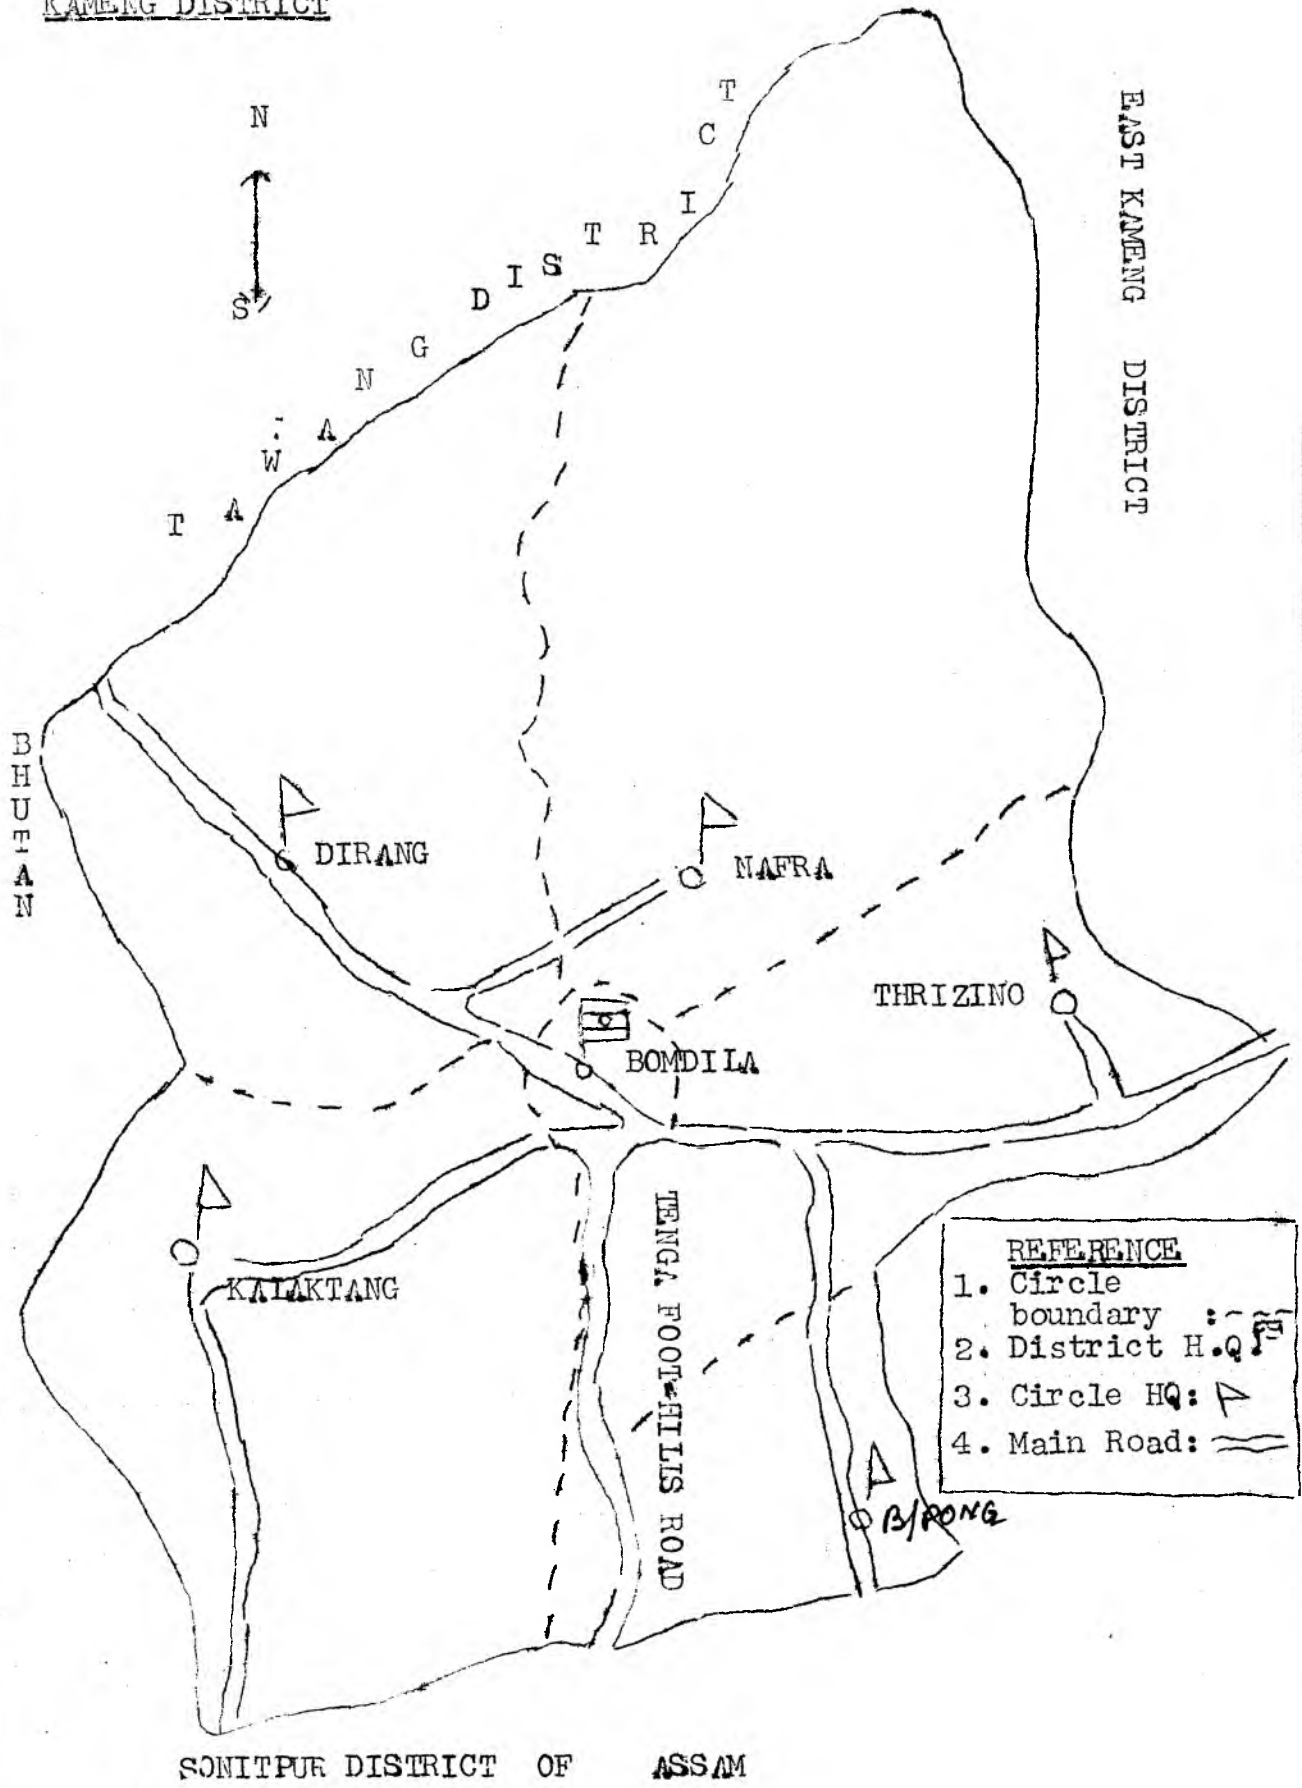 KAMENG DISTRICT
N
S
TAWANG DISTRICT
EAST KAMENG DISTRICT
BHUTAN
DIRANG
NAFRA
THRIZINO
BOMDILA
KALAKTANG
TENGA FOOT-HILLS ROAD
REFERENCE
1. Circle
boundary :
2. District H.Q.
3. Circle HQ:
4. Main Road:
B/PONG
SONITPUR DISTRICT OF ASSAM